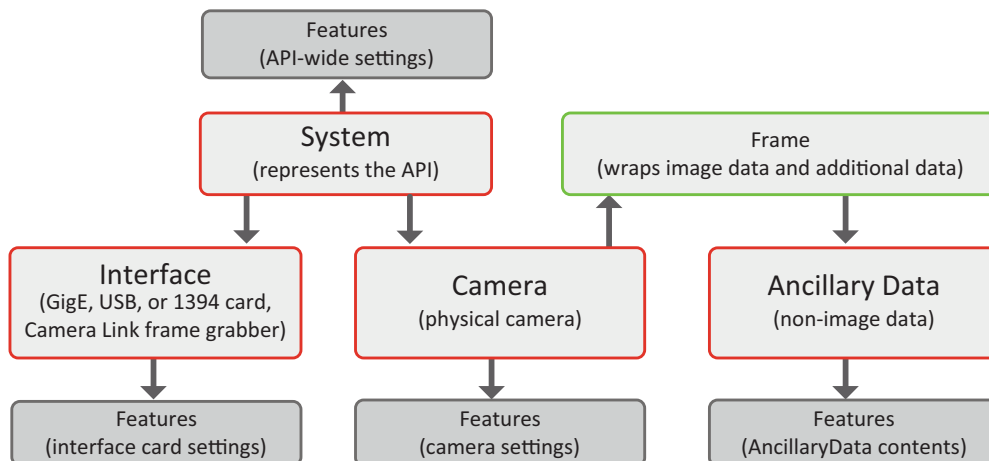 Features
(API-wide settings)
System
(represents the API)
Frame
(wraps image data and additional data)
Interface
(GigE, USB, or 1394 card,
Camera Link frame grabber)
Camera
(physical camera)
Ancillary Data
(non-image data)
Features
(interface card settings)
Features
(camera settings)
Features
(AncillaryData contents)